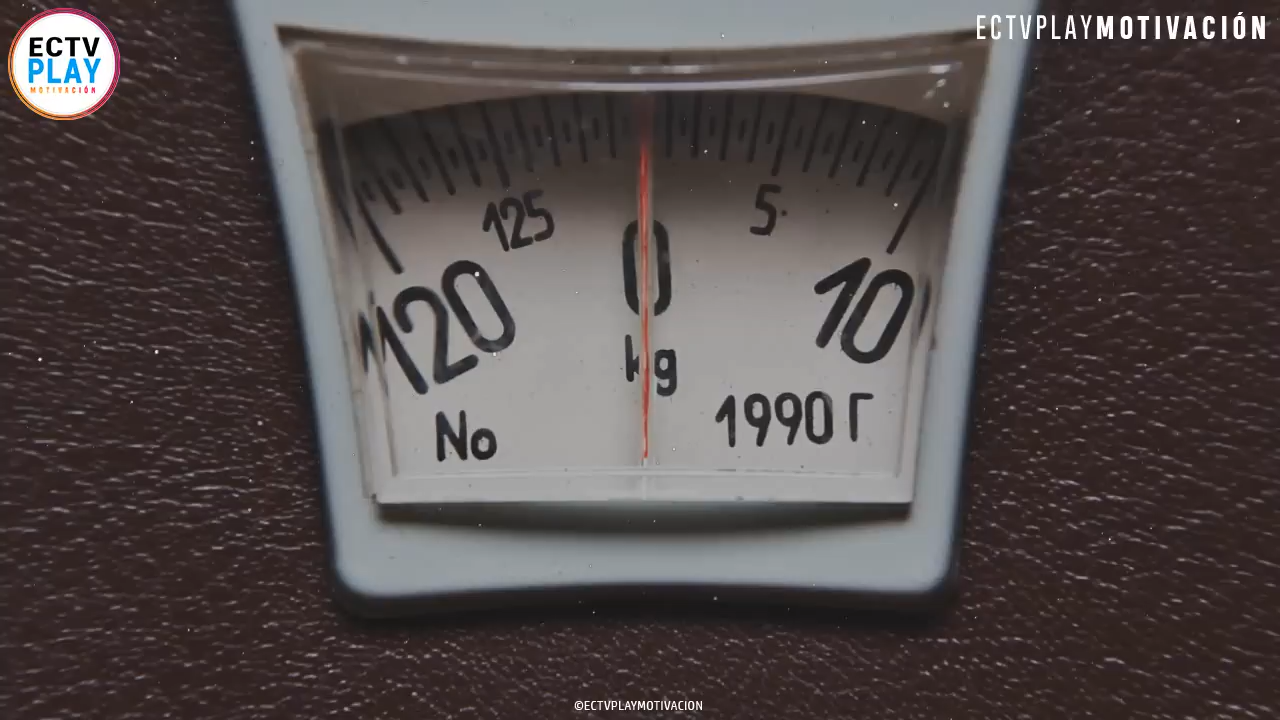 ECTV
PLAY
MOTIVACIÓN
ECTVPLAYMOTIVACIÓN
125
0
5
120
10
kg
No
1990 Г
©ECTVPLAYMOTIVACION